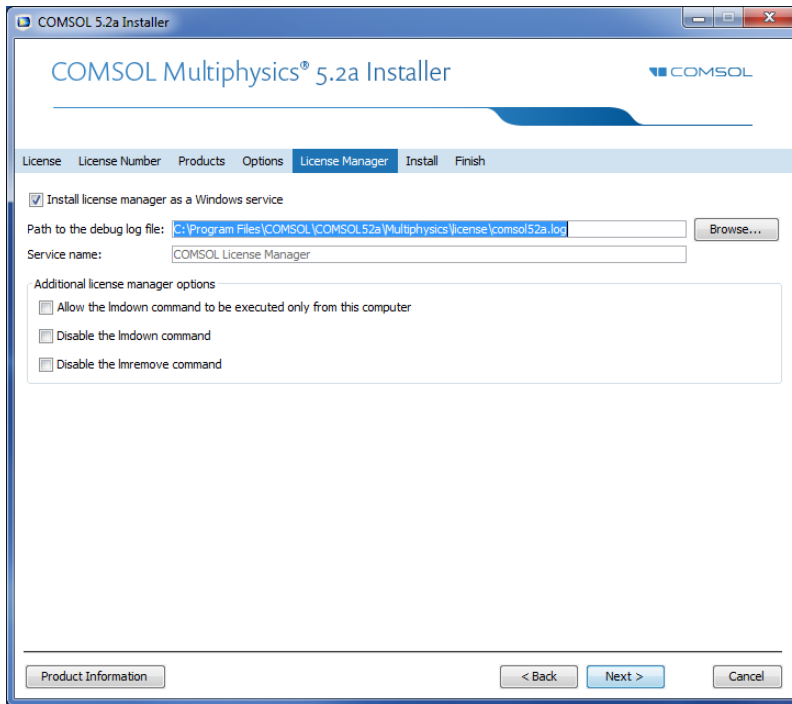 COMSOL 5.2a Installer
COMSOL Multiphysics® 5.2a Installer
COMSOL
License License Number Products Options License Manager Install Finish
Install license manager as a Windows service
Path to the debug log file: C:\Program Files\COMSOL\COMSOL52a\Multiphysics\license\comsol52a.log Browse...
Service name: COMSOL License Manager
Additional license manager options
Allow the lmdown command to be executed only from this computer
Disable the lmdown command
Disable the lmremove command
Product Information < Back Next > Cancel